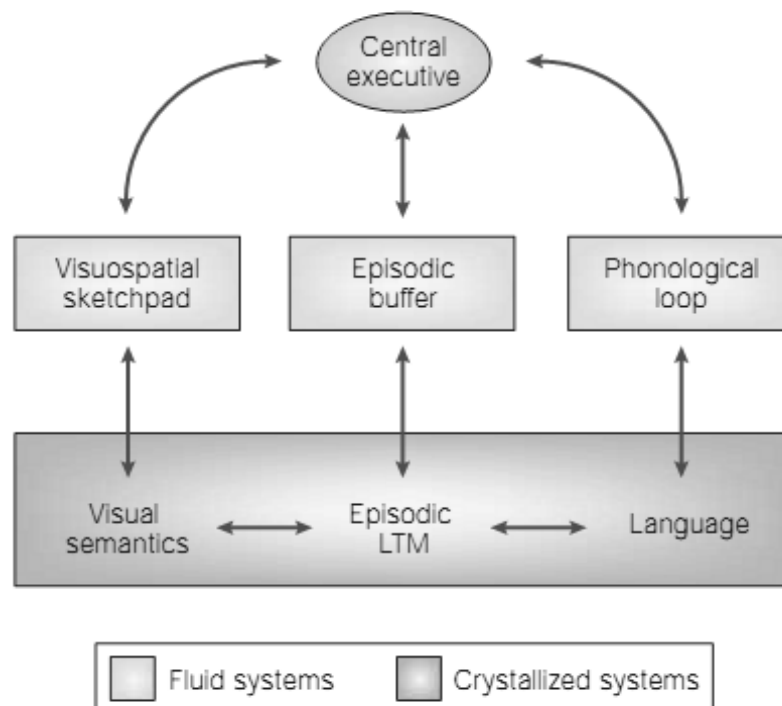 Central
executive
Visuospatial
sketchpad
Episodic
buffer
Phonological
loop
Visual
semantics
Episodic
LTM
Language
Fluid systems
Crystallized systems